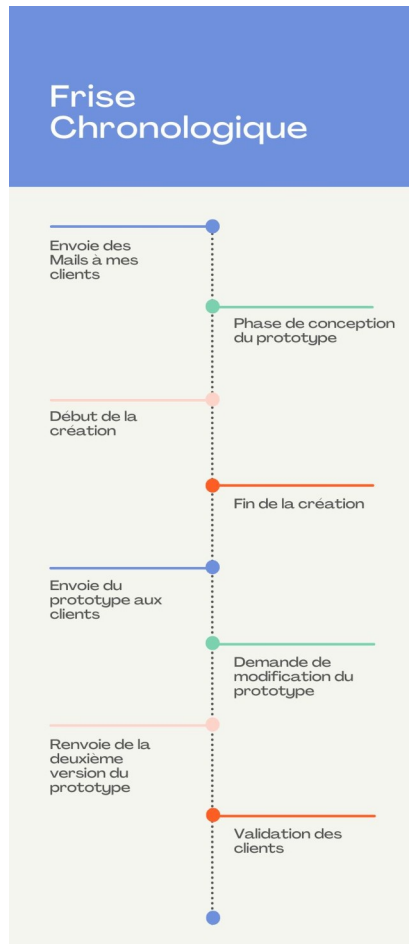 Frise
Chronologique
Envoie des
Mails à mes
clients
Phase de conception
du prototype
Début de la
création
Fin de la création
Envoie du
prototype aux
clients
Demande de
modification du
prototype
Renvoie de la
deuxième
version du
prototype
Validation des
clients